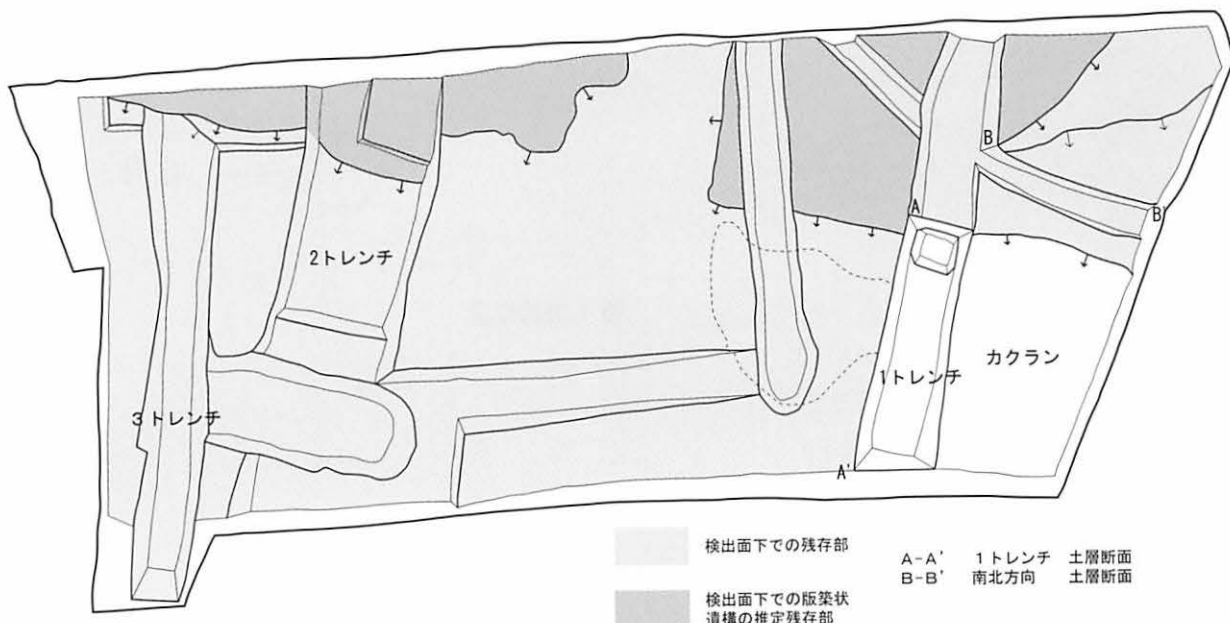 B
A
B'
2トレンチ
カクラン
1トレンチ
3トレンチ
A'
検出面下での残存部
検出面下での版築状
遺構の推定残存部
A-A' 1トレンチ 土層断面
B-B' 南北方向 土層断面